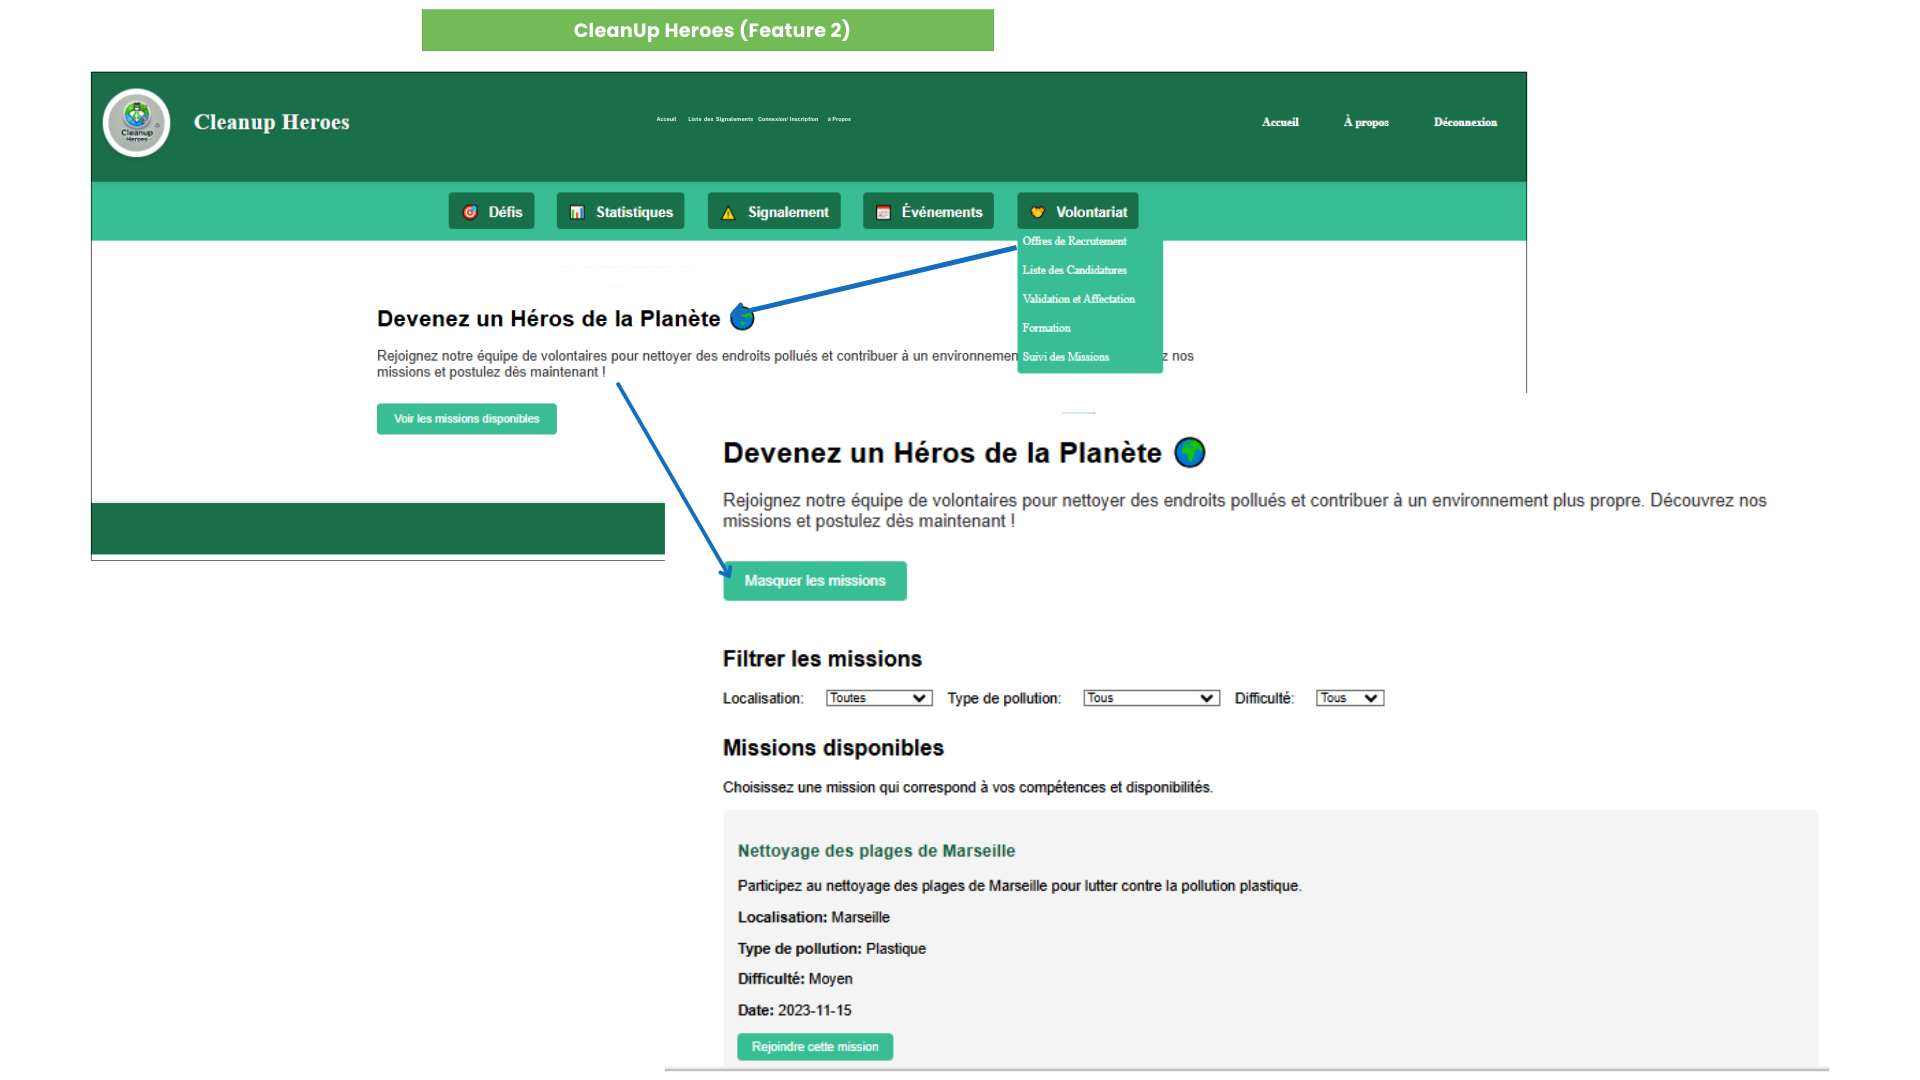 CleanUp Heroes (Feature 2)
Cleanup
Heroes
Cleanup Heroes
Acceuil Liste des Signalements Connexion/ Inscription à Propos
Accueil À propos Déconnexion
Défis Statistiques Signalement Événements Volontariat
Offres de Recrutement
Liste des Candidatures
Validation et Affectation
Formation
Suivi des Missions
Devenez un Héros de la Planète
Rejoignez notre équipe de volontaires pour nettoyer des endroits pollués et contribuer à un environnemen z nos
missions et postulez dès maintenant !
Voir les missions disponibles
Devenez un Héros de la Planète
Rejoignez notre équipe de volontaires pour nettoyer des endroits pollués et contribuer à un environnement plus propre. Découvrez nos
missions et postulez dès maintenant !
Masquer les missions
Filtrer les missions
Localisation: Toutes Type de pollution: Tous Difficulté: Tous
Missions disponibles
Choisissez une mission qui correspond à vos compétences et disponibilités.
Nettoyage des plages de Marseille
Participez au nettoyage des plages de Marseille pour lutter contre la pollution plastique.
Localisation: Marseille
Type de pollution: Plastique
Difficulté: Moyen
Date: 2023-11-15
Rejoindre cette mission